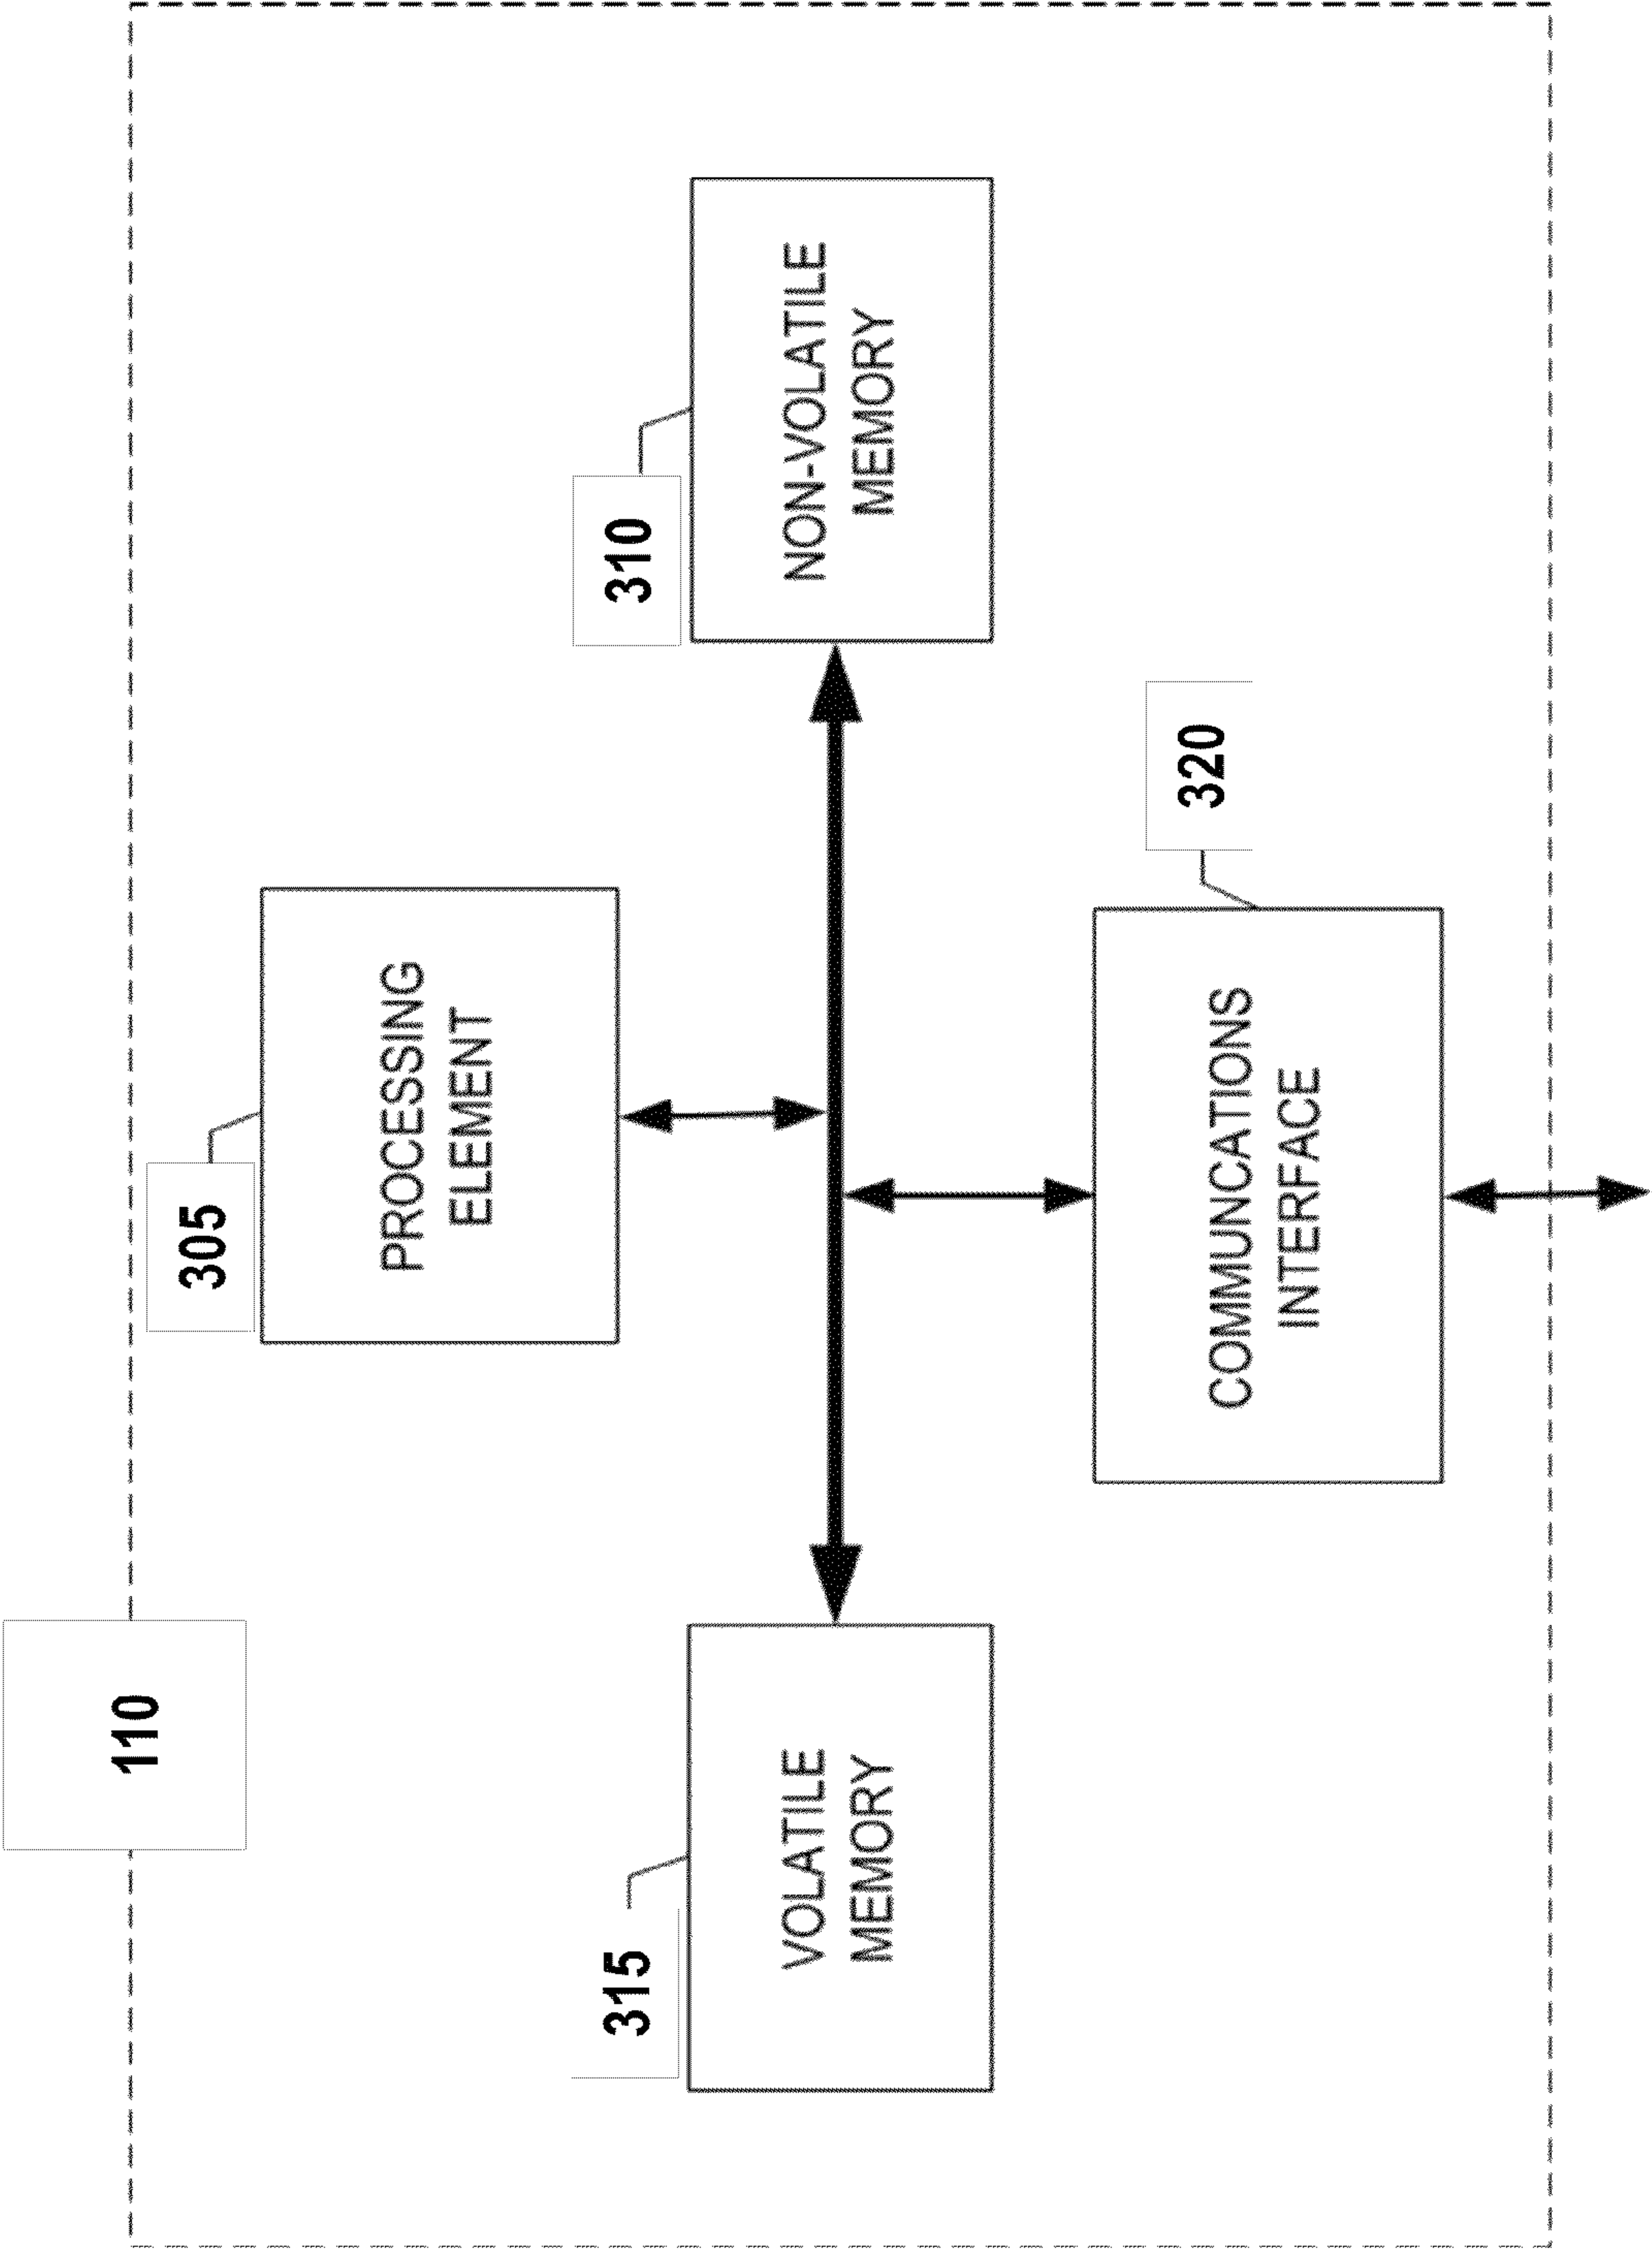 110
305
PROCESSING
ELEMENT
315
VOLATILE
MEMORY
310
NON-VOLATILE
MEMORY
320
COMMUNCATIONS
INTERFACE